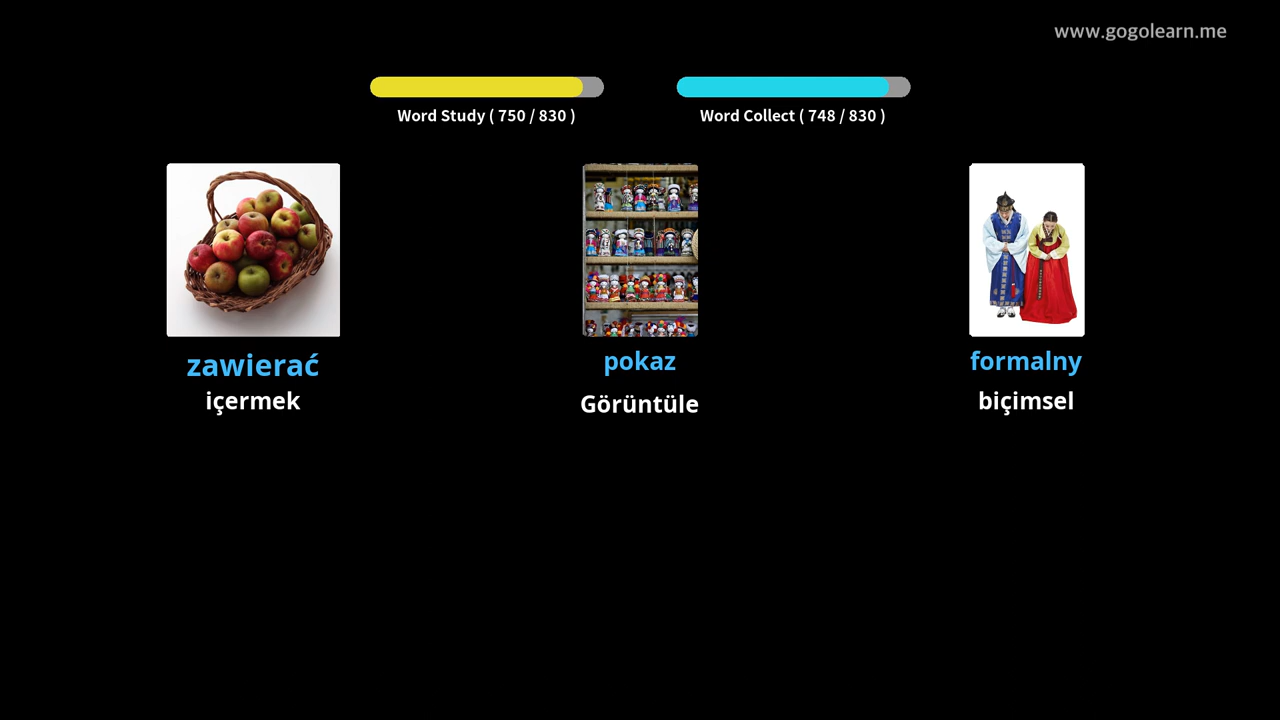 www.gogolearn.me
Word Study ( 750 / 830 )
Word Collect ( 748 / 830 )
zawierać
içermek
pokaz
Görüntüle
formalny
biçimsel